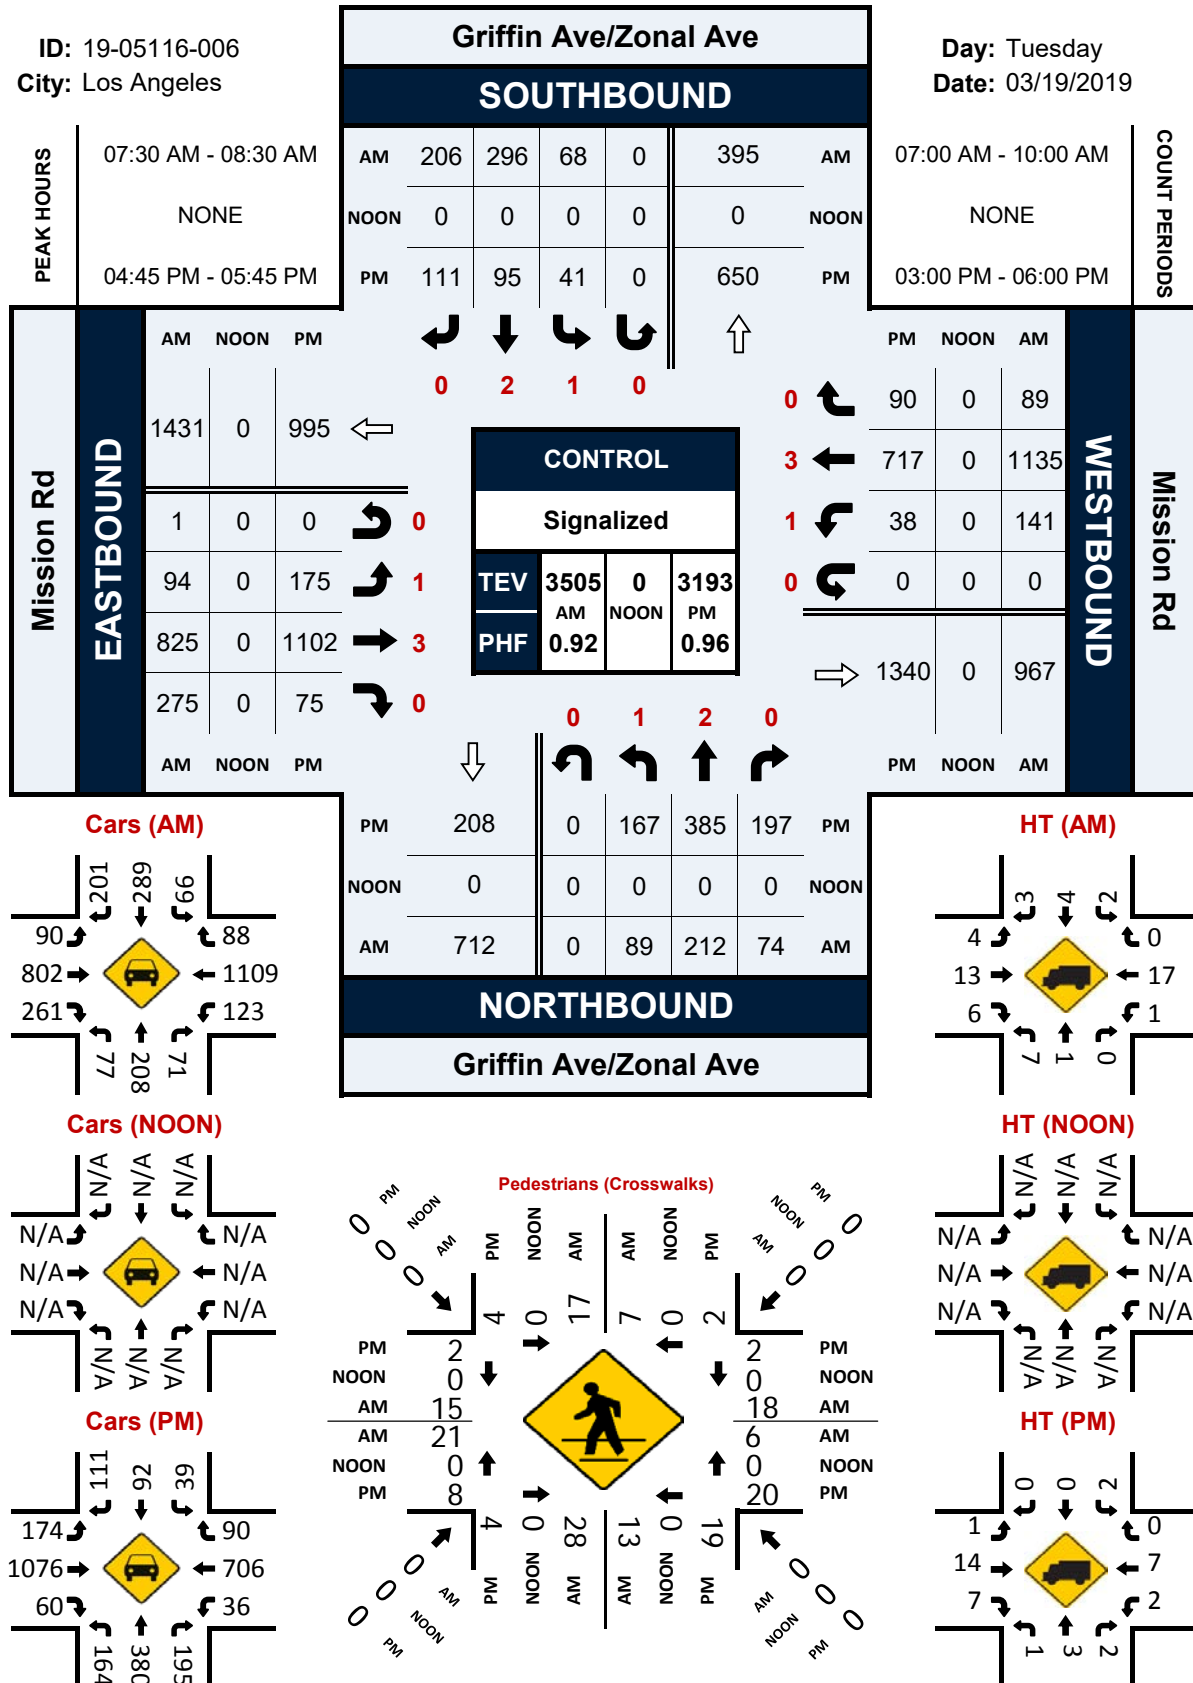 Griffin Ave/Zonal Ave
ID: 19-05116-006
City: Los Angeles
Day: Tuesday
Date: 03/19/2019
SOUTHBOUND
PEAK HOURS
07:30 AM - 08:30 AM
NONE
04:45 PM - 05:45 PM
AM 206 296 68 0 395 AM
NOON 0 0 0 0 0 NOON
PM 111 95 41 0 650 PM
07:00 AM - 10:00 AM
NONE
03:00 PM - 06:00 PM
COUNT PERIODS
0 2 1 0
Mission Rd
EASTBOUND
AM NOON PM
1431 0 995
1 0 0 0
94 0 175 1
825 0 1102 3
275 0 75 0
AM NOON PM
CONTROL
Signalized
TEV 3505 0 3193
AM NOON PM
PHF 0.92 0.96
PM NOON AM
0 90 0 89
3 717 0 1135
1 38 0 141
0 0 0 0
1340 0 967
PM NOON AM
WESTBOUND
Mission Rd
0 1 2 0
PM 208 0 167 385 197 PM
NOON 0 0 0 0 0 NOON
AM 712 0 89 212 74 AM
NORTHBOUND
Griffin Ave/Zonal Ave
Cars (AM)
201 289 66
90 88
802 1109
261 123
77 208 71
HT (AM)
3 4 2
4 0
13 17
6 1
7 1 0
Cars (NOON)
N/A N/A N/A
N/A N/A
N/A N/A
N/A N/A
N/A N/A N/A
HT (NOON)
N/A N/A N/A
N/A N/A
N/A N/A
N/A N/A
N/A N/A N/A
Cars (PM)
111 92 39
174 90
1076 706
60 36
164 380 195
HT (PM)
0 0 2
1 0
14 7
7 2
1 3 2
Pedestrians (Crosswalks)
PM NOON AM
0 0 0
PM NOON AM AM NOON PM
4 0 17 7 0 2
PM NOON AM
0 0 0
PM 2 2 PM
NOON 0 0 NOON
AM 15 18 AM
AM 21 6 AM
NOON 0 0 NOON
PM 8 20 PM
4 0 28 13 0 19
PM NOON AM AM NOON PM
0 0 0
AM NOON PM
0 0 0
AM NOON PM